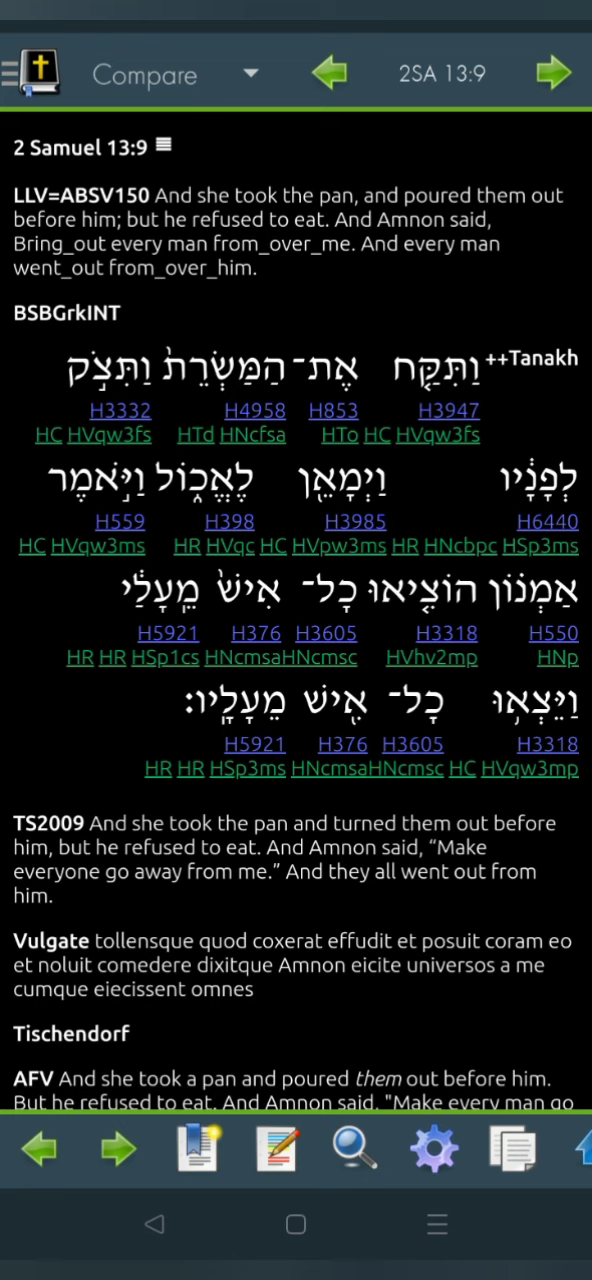 Compare
2SA 13:9
2 Samuel 13:9
LLV=ABSV150 And she took the pan, and poured them out
before him; but he refused to eat. And Amnon said,
Bring_out every man from_over_me. And every man
went_out from_over_him.
BSBGrkINT
++Tanakh וַתִּקַּ֤ח אֶת־ הַמַּשְׂרֵת֙ וַתִּצֹ֣ק
H3332 H4958 H853 H3947
HC HVqw3fs HTd HNcfsa HTo HC HVqw3fs
לְפָנָ֔יו וַיְמָאֵ֖ן לֶאֱכ֑וֹל וַיֹּ֣אמֶר
H559 H398 H3985 H6440
HC HVqw3ms HR HVqc HC HVpw3ms HR HNcbpc HSp3ms
אַמְנ֗וֹן הוֹצִ֤יאוּ כָל־ אִישׁ֙ מֵֽעָלַ֔י
H5921 H376 H3605 H3318 H550
HR HR HSp1cs HNcmsaHNcmsc HVhv2mp HNp
וַיֵּצְא֥וּ כָל־ אִ֖ישׁ מֵעָלָֽיו׃
H5921 H376 H3605 H3318
HR HR HSp3ms HNcmsaHNcmsc HC HVqw3mp
TS2009 And she took the pan and turned them out before
him, but he refused to eat. And Amnon said, “Make
everyone go away from me.” And they all went out from
him.
Vulgate tollensque quod coxerat effudit et posuit coram eo
et noluit comedere dixitque Amnon eicite universos a me
cumque eiecissent omnes
Tischendorf
AFV And she took a pan and poured them out before him.
But he refused to eat. And Amnon said, "Make every man go